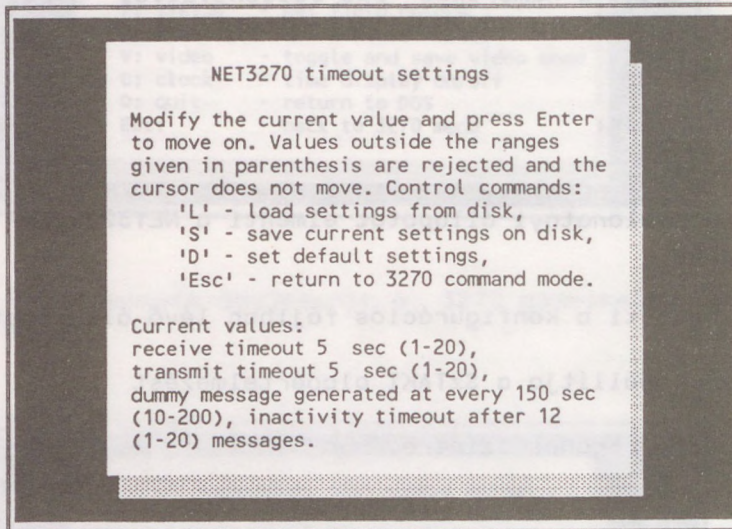 NET3270 timeout settings
Modify the current value and press Enter
to move on. Values outside the ranges
given in parenthesis are rejected and the
cursor does not move. Control commands:
'L' - load settings from disk,
'S' - save current settings on disk,
'D' - set default settings,
'Esc' - return to 3270 command mode.
Current values:
receive timeout 5 sec (1-20),
transmit timeout 5 sec (1-20),
dummy message generated at every 150 sec
(10-200), inactivity timeout after 12
(1-20) messages.